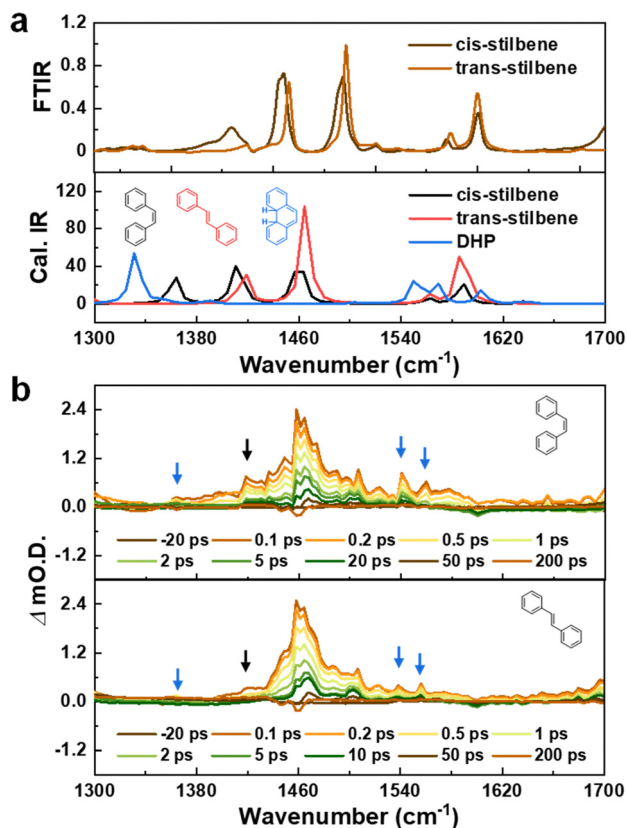 a
1.2
0.8
0.4
0
FTIR
cis-stilbene
trans-stilbene
120
80
40
0
Cal. IR
H
H
cis-stilbene
trans-stilbene
DHP
1300 1380 1460 1540 1620 1700
Wavenumber (cm-1)
b
2.4
1.2
0.0
-1.2
-20 ps 0.1 ps 0.2 ps 0.5 ps 1 ps
2 ps 5 ps 20 ps 50 ps 200 ps
Δ mO.D.
2.4
1.2
0.0
-1.2
-20 ps 0.1 ps 0.2 ps 0.5 ps 1 ps
2 ps 5 ps 10 ps 50 ps 200 ps
1300 1380 1460 1540 1620 1700
Wavenumber (cm-1)